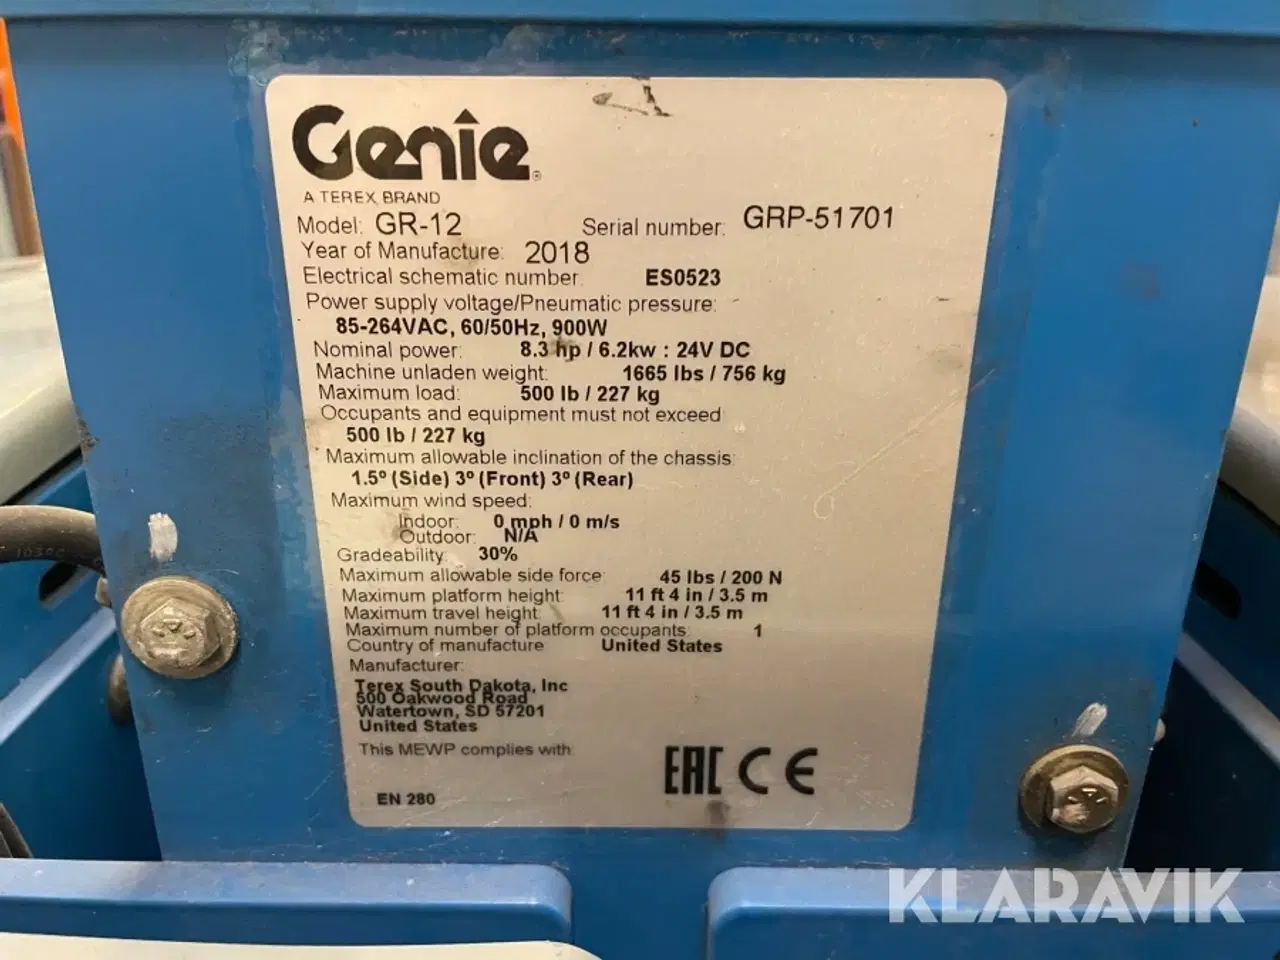 Genie
A TEREX BRAND
Model: GR-12 Serial number: GRP-51701
Year of Manufacture: 2018
Electrical schematic number: ES0523
Power supply voltage/Pneumatic pressure:
85-264VAC, 60/50Hz, 900W
Nominal power: 8.3 hp / 6.2kw : 24V DC
Machine unladen weight: 1665 lbs / 756 kg
Maximum load: 500 lb / 227 kg
Occupants and equipment must not exceed
500 lb / 227 kg
Maximum allowable inclination of the chassis:
1.5º (Side) 3º (Front) 3º (Rear)
Maximum wind speed:
Indoor: 0 mph / 0 m/s
Outdoor: N/A
Gradeability: 30%
Maximum allowable side force: 45 lbs / 200 N
Maximum platform height: 11 ft 4 in / 3.5 m
Maximum travel height: 11 ft 4 in / 3.5 m
Maximum number of platform occupants: 1
Country of manufacture United States
Manufacturer:
Terex South Dakota, Inc
500 Oakwood Road
Watertown, SD 57201
United States
This MEWP complies with
EAC CE
EN 280
KLARAVIK